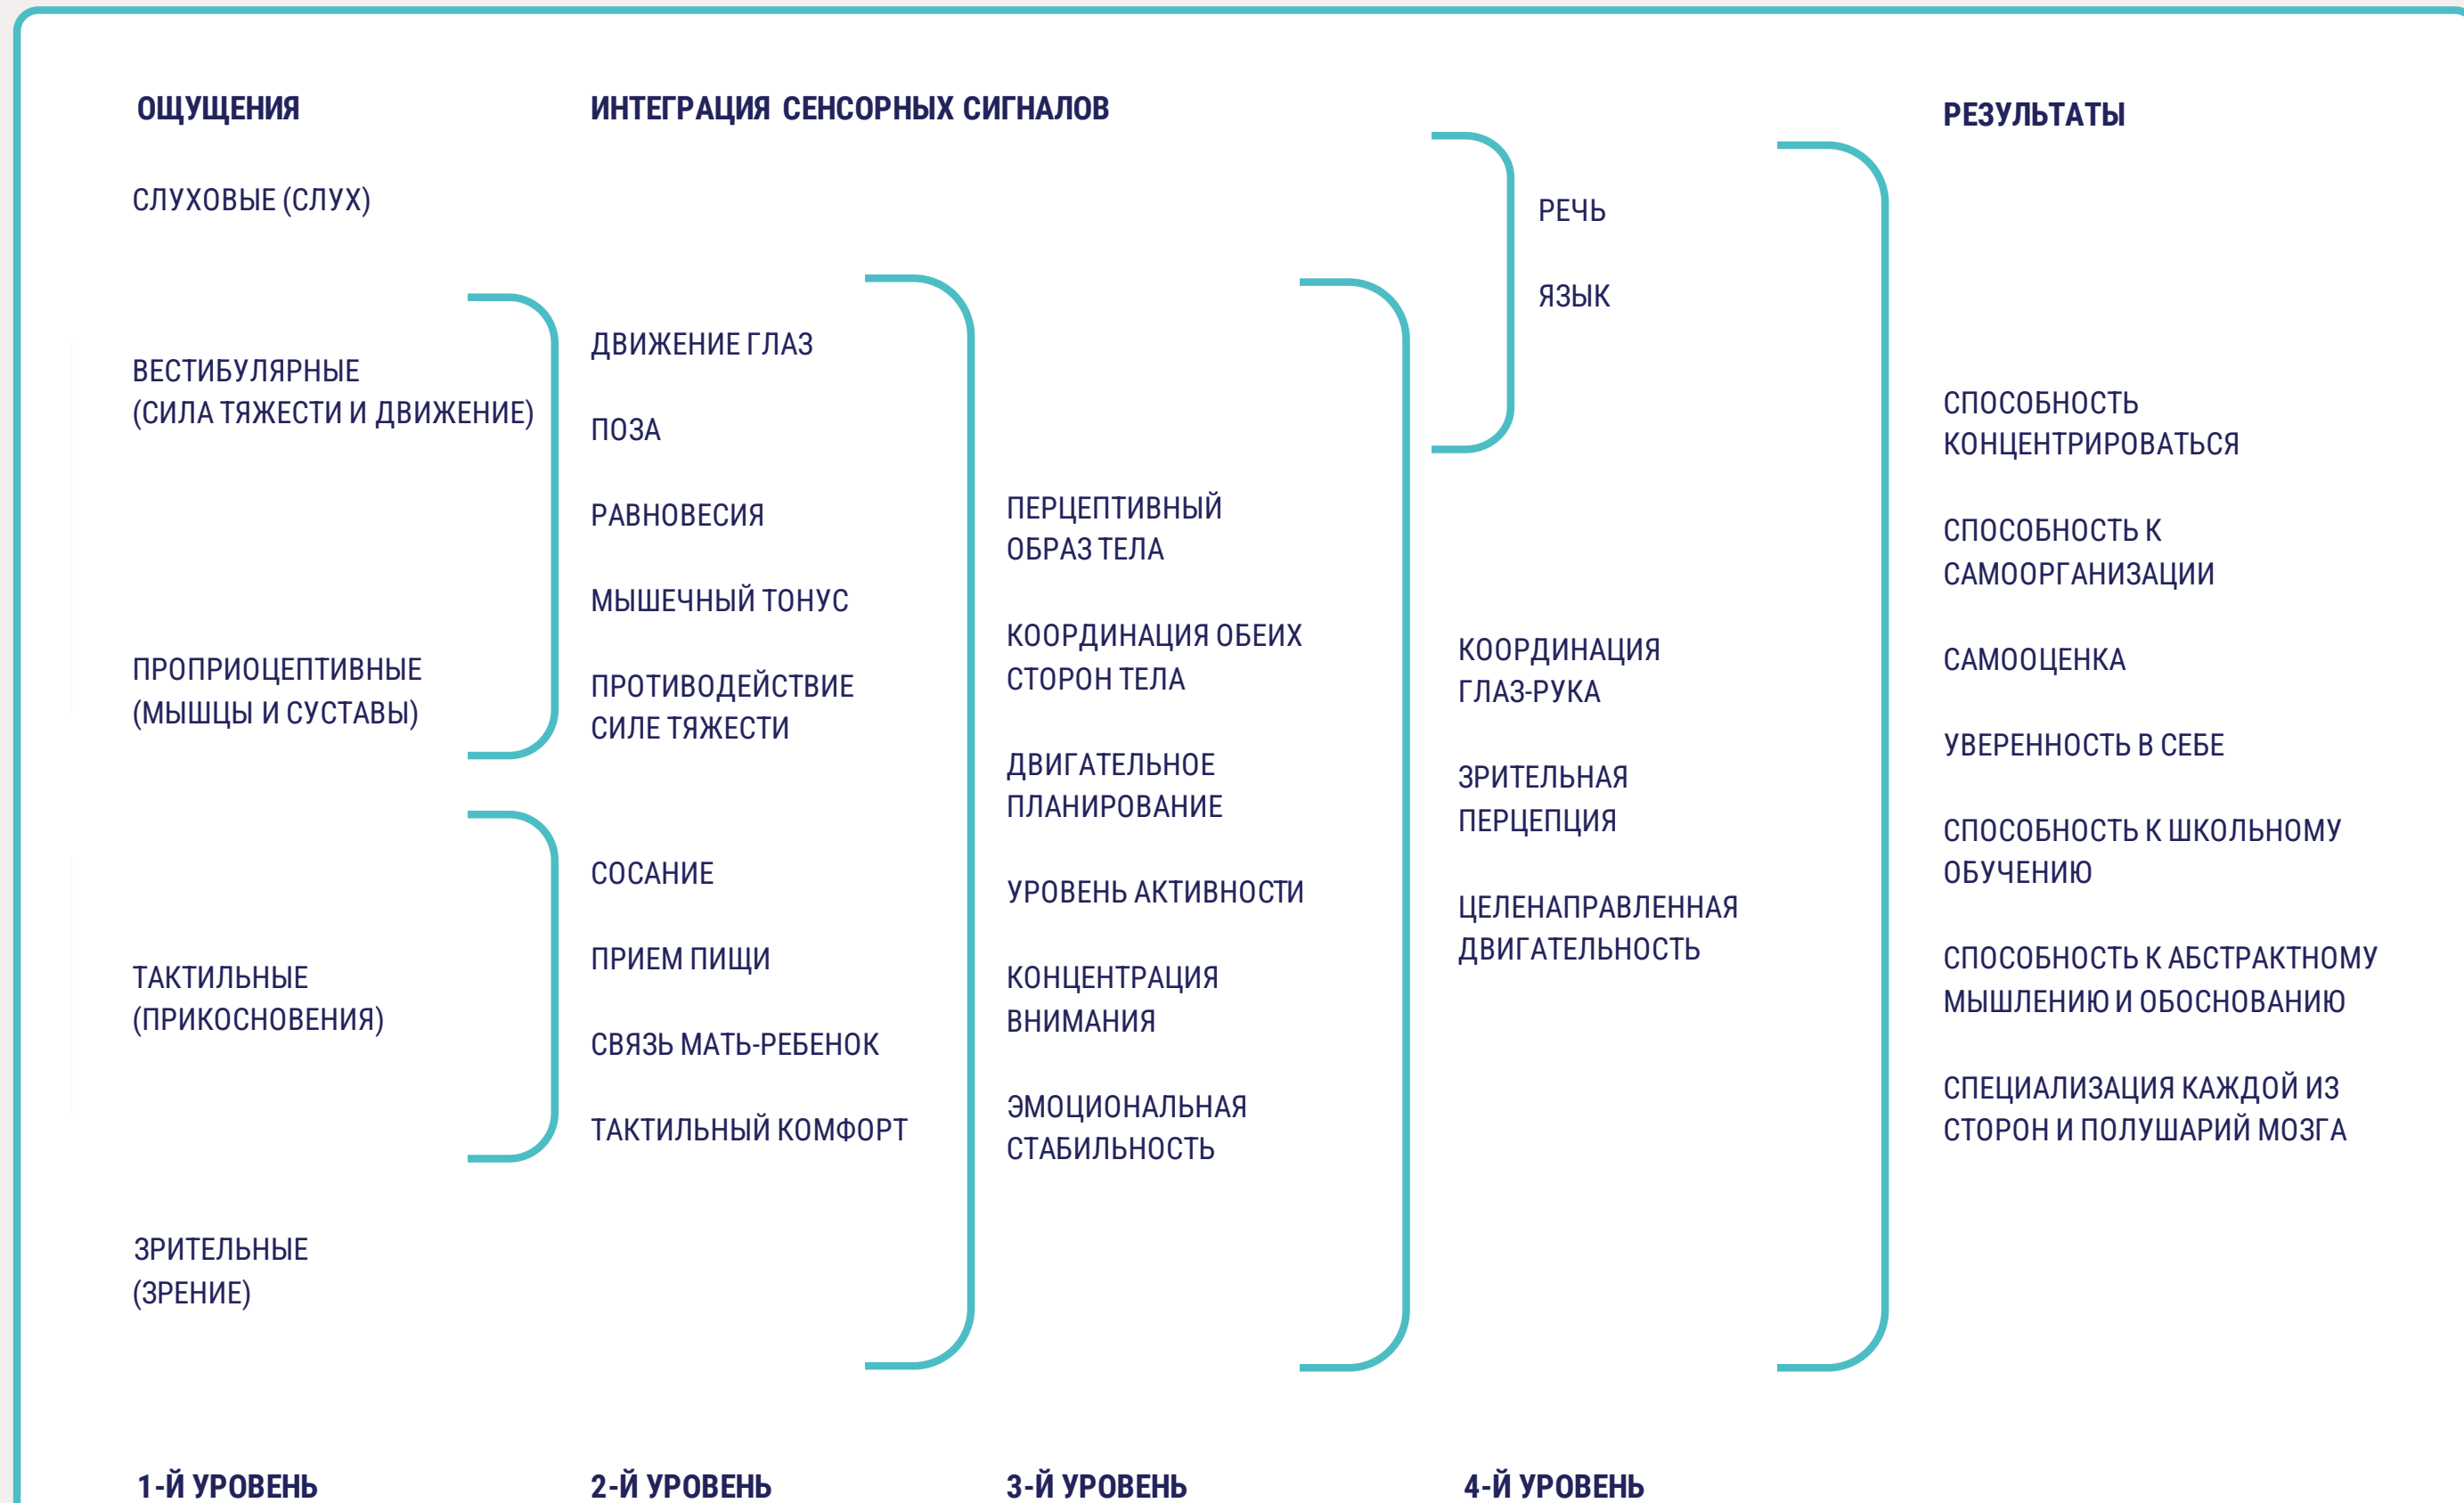 ОЩУЩЕНИЯ
СЛУХОВЫЕ (СЛУХ)
ВЕСТИБУЛЯРНЫЕ
(СИЛА ТЯЖЕСТИ И ДВИЖЕНИЕ)
ПРОПРИОЦЕПТИВНЫЕ
(МЫШЦЫ И СУСТАВЫ)
ТАКТИЛЬНЫЕ
(ПРИКОСНОВЕНИЯ)
ЗРИТЕЛЬНЫЕ
(ЗРЕНИЕ)
1-Й УРОВЕНЬ
ИНТЕГРАЦИЯ СЕНСОРНЫХ СИГНАЛОВ
ДВИЖЕНИЕ ГЛАЗ
ПОЗА
РАВНОВЕСИЯ
МЫШЕЧНЫЙ ТОНУС
ПРОТИВОДЕЙСТВИЕ
СИЛЕ ТЯЖЕСТИ
СОСАНИЕ
ПРИЕМ ПИЩИ
СВЯЗЬ МАТЬ-РЕБЕНОК
ТАКТИЛЬНЫЙ КОМФОРТ
2-Й УРОВЕНЬ
ПЕРЦЕПТИВНЫЙ
ОБРАЗ ТЕЛА
КООРДИНАЦИЯ ОБЕИХ
СТОРОН ТЕЛА
ДВИГАТЕЛЬНОЕ
ПЛАНИРОВАНИЕ
УРОВЕНЬ АКТИВНОСТИ
КОНЦЕНТРАЦИЯ
ВНИМАНИЯ
ЭМОЦИОНАЛЬНАЯ
СТАБИЛЬНОСТЬ
3-Й УРОВЕНЬ
РЕЧЬ
ЯЗЫК
КООРДИНАЦИЯ
ГЛАЗ-РУКА
ЗРИТЕЛЬНАЯ
ПЕРЦЕПЦИЯ
ЦЕЛЕНАПРАВЛЕННАЯ
ДВИГАТЕЛЬНОСТЬ
4-Й УРОВЕНЬ
РЕЗУЛЬТАТЫ
СПОСОБНОСТЬ
КОНЦЕНТРИРОВАТЬСЯ
СПОСОБНОСТЬ К
САМООРГАНИЗАЦИИ
САМООЦЕНКА
УВЕРЕННОСТЬ В СЕБЕ
СПОСОБНОСТЬ К ШКОЛЬНОМУ
ОБУЧЕНИЮ
СПОСОБНОСТЬ К АБСТРАКТНОМУ
МЫШЛЕНИЮ И ОБОСНОВАНИЮ
СПЕЦИАЛИЗАЦИЯ КАЖДОЙ ИЗ
СТОРОН И ПОЛУШАРИЙ МОЗГА